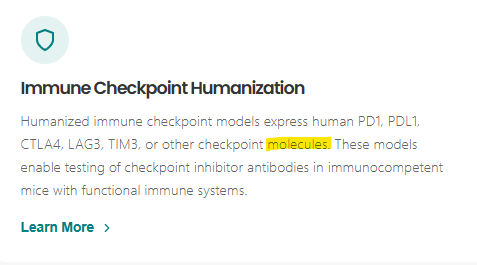 Immune Checkpoint Humanization
Humanized immune checkpoint models express human PD1, PDL1,
CTLA4, LAG3, TIM3, or other checkpoint molecules. These models
enable testing of checkpoint inhibitor antibodies in immunocompetent
mice with functional immune systems.
Learn More >